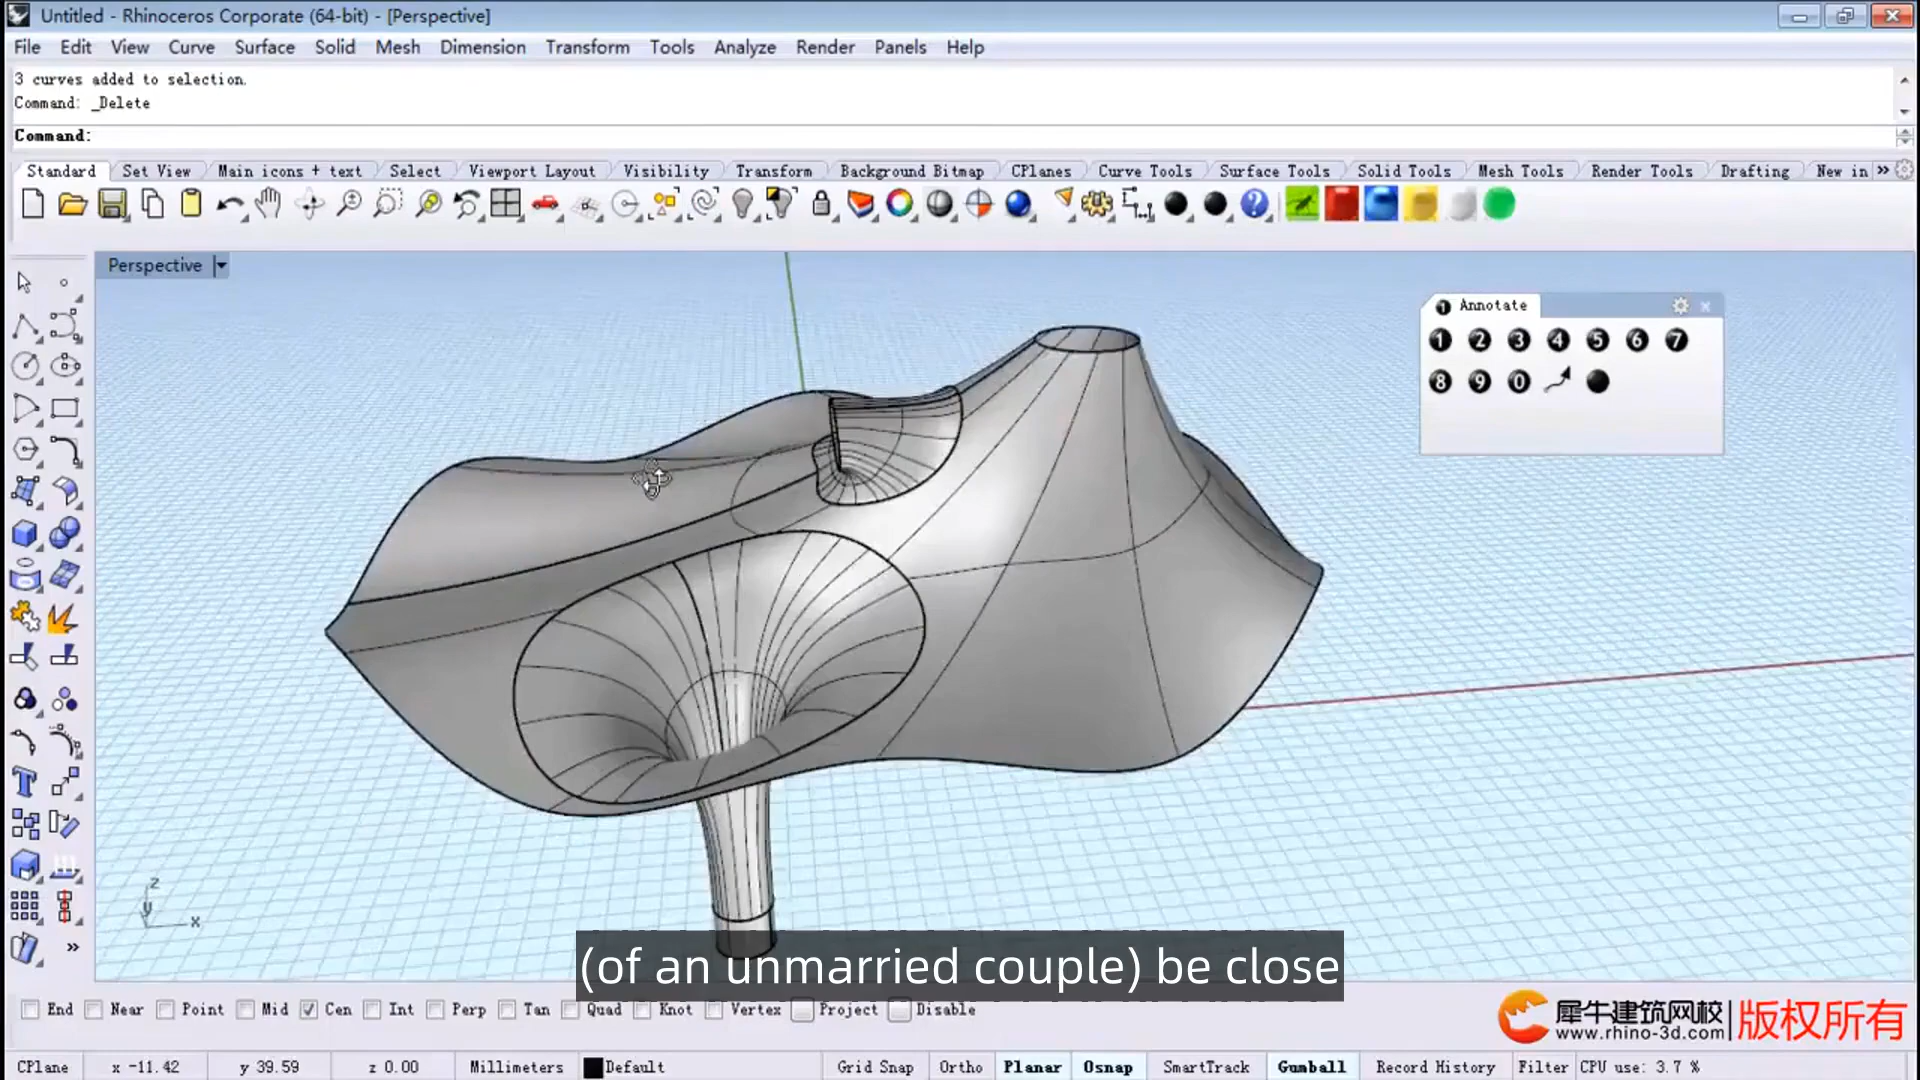 Untitled - Rhinoceros Corporate (64-bit) - [Perspective]
File Edit View Curve Surface Solid Mesh Dimension Transform Tools Analyze Render Panels Help
3 curves added to selection.
Command: _Delete
Command:
Standard Set View Main icons + text Select Viewport Layout Visibility Transform Background Bitmap CPlanes Curve Tools Surface Tools Solid Tools Mesh Tools Render Tools Drafting New in »
Perspective
1 Annotate
1 2 3 4 5 6 7
8 9 0
z
y x
(of an unmarried couple) be close
End Near Point Mid Cen Int Perp Tan Quad Knot Vertex Project Disable
犀牛建筑网校
www.rhino-3d.com
版权所有
CPlane x -11.42 y 39.59 z 0.00 Millimeters Default Grid Snap Ortho Planar Osnap SmartTrack Gumball Record History Filter CPU use: 3.7 %